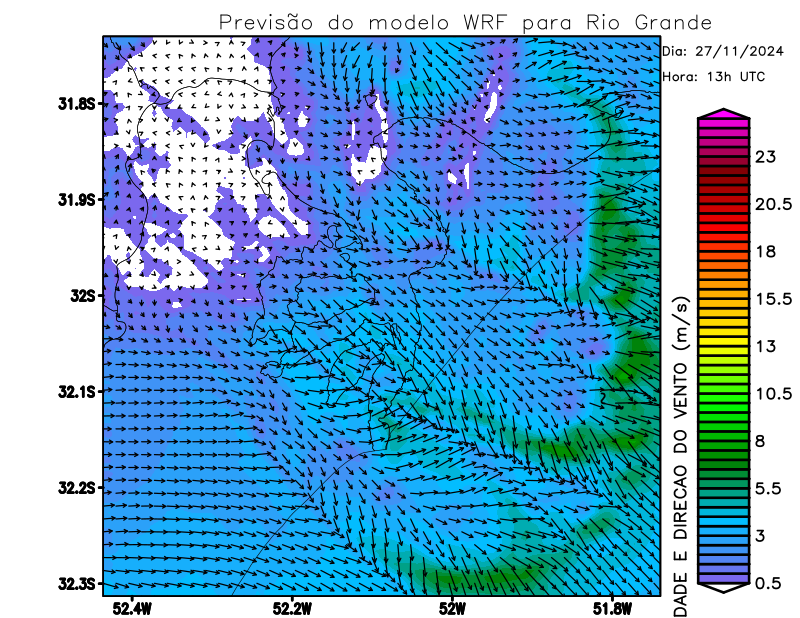 Previsão do modelo WRF para Rio Grande
Dia: 27/11/2024
Hora: 13h UTC
31.8S
31.9S
32S
32.1S
32.2S
32.3S
52.4W
52.2W
52W
51.8W
23
20.5
18
15.5
13
10.5
8
5.5
3
0.5
DADE E DIRECAO DO VENTO (m/s)